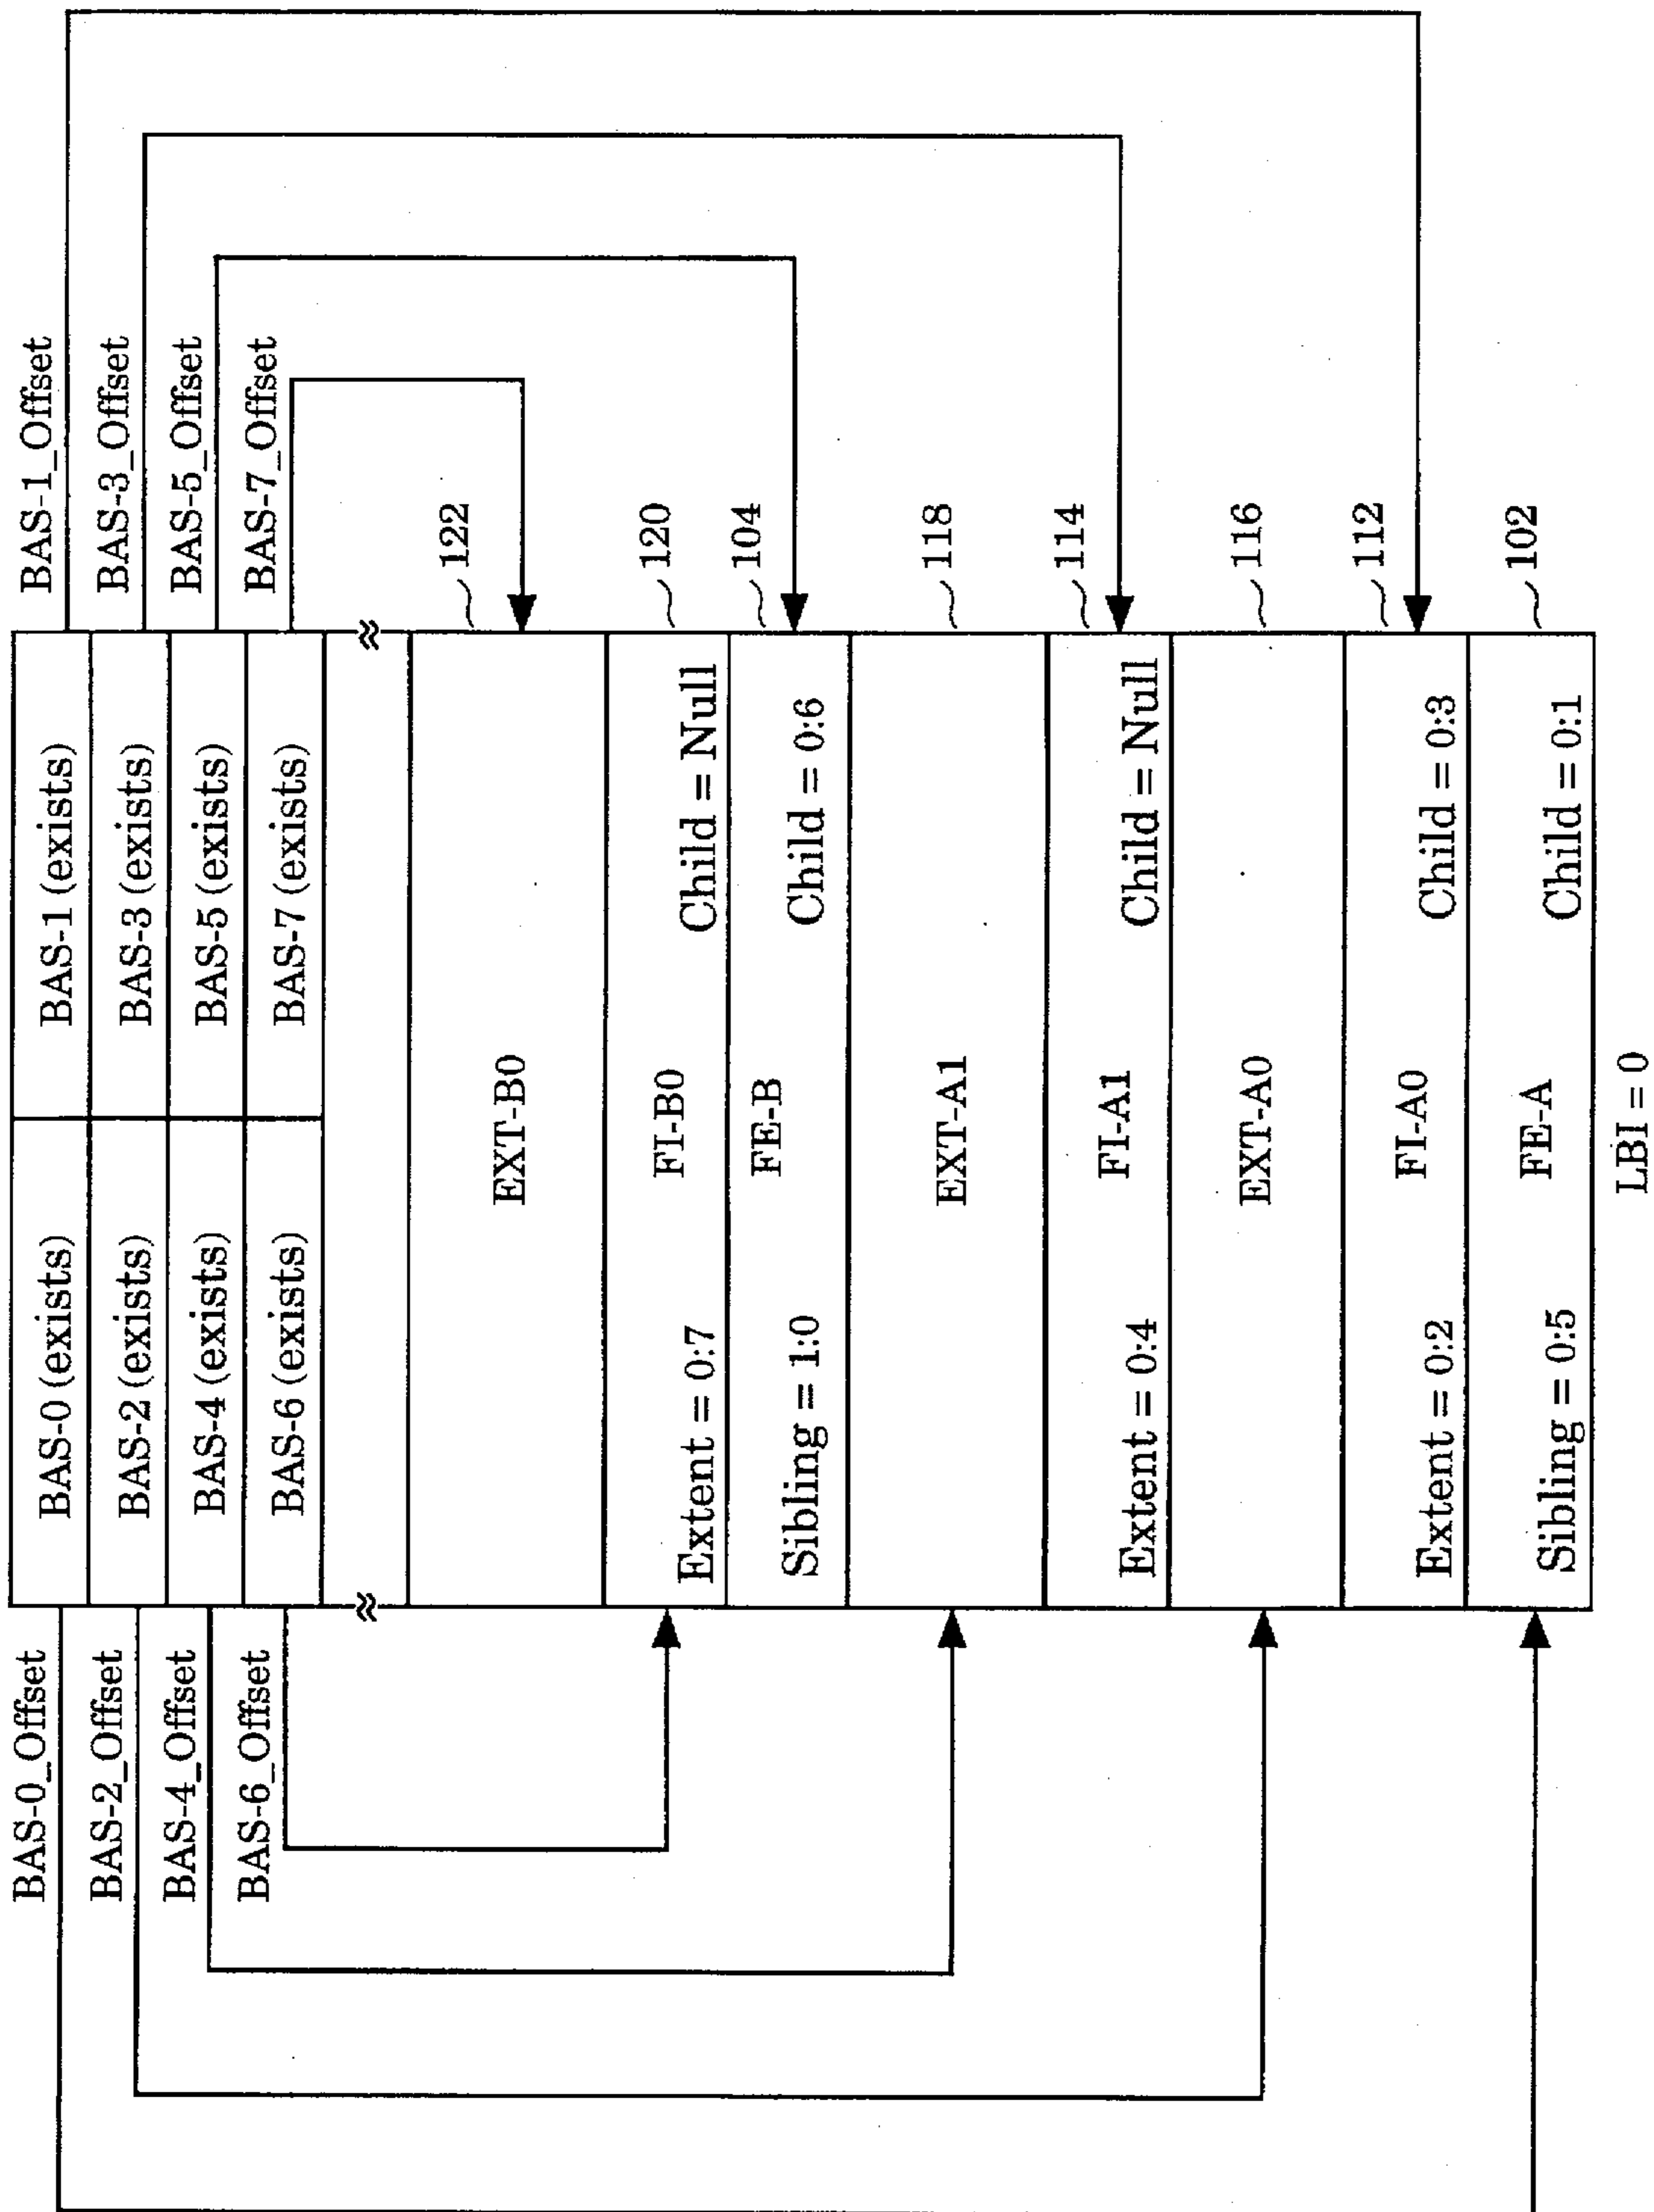 BAS-0_Offset
BAS-2_Offset
BAS-4_Offset
BAS-6_Offset
BAS-0 (exists) BAS-1 (exists)
BAS-2 (exists) BAS-3 (exists)
BAS-4 (exists) BAS-5 (exists)
BAS-6 (exists) BAS-7 (exists)
BAS-1_Offset
BAS-3_Offset
BAS-5_Offset
BAS-7_Offset
EXT-B0 122
FI-B0 120
Extent = 0:7 Child = Null
FE-B 104
Sibling = 1:0 Child = 0:6
EXT-A1 118
FI-A1 114
Extent = 0:4 Child = Null
EXT-A0 116
FI-A0 112
Extent = 0:2 Child = 0:3
FE-A 102
Sibling = 0:5 Child = 0:1
LBI = 0